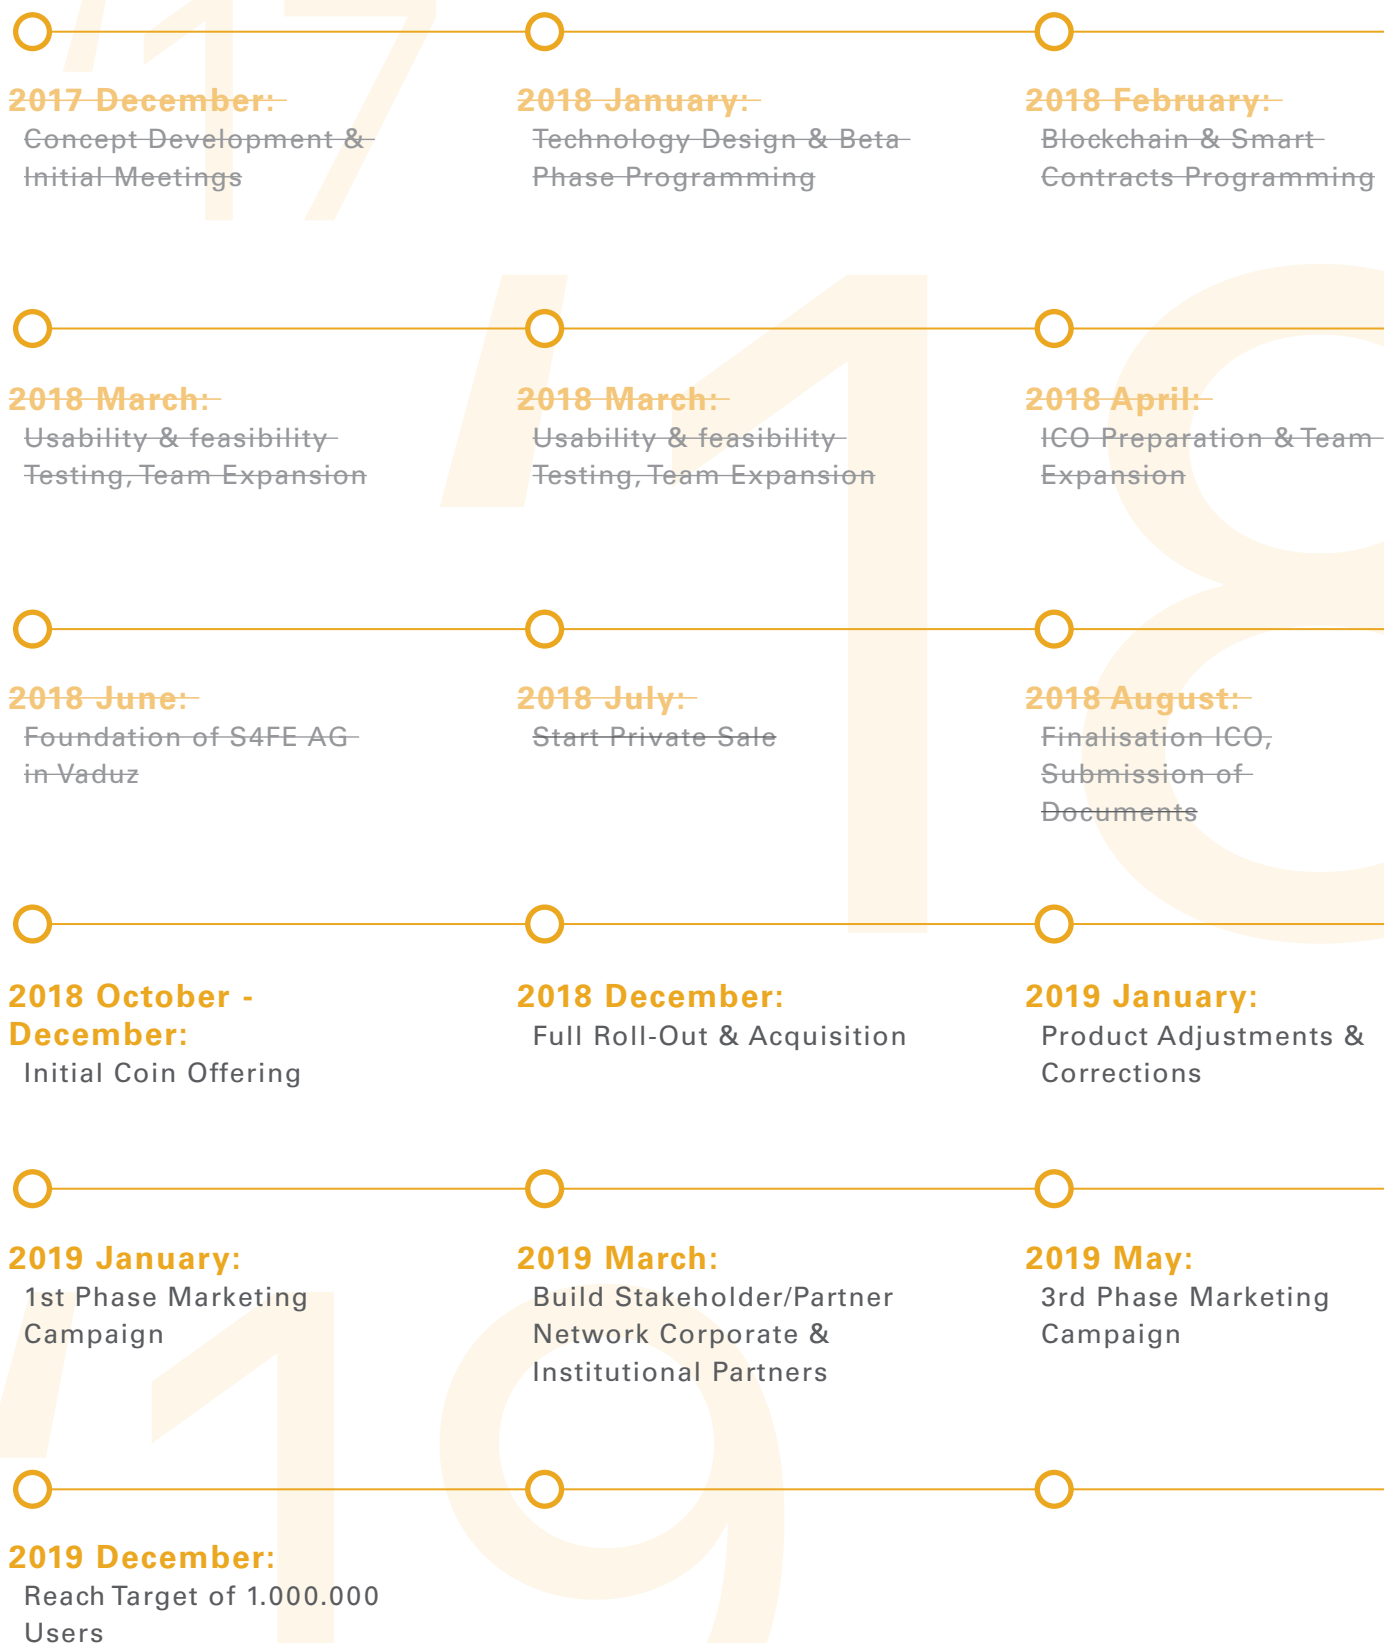 '17
2017 December:
Concept Development &
Initial Meetings
2018 January:
Technology Design & Beta
Phase Programming
2018 February:
Blockchain & Smart
Contracts Programming
'18
2018 March:
Usability & feasibility
Testing, Team Expansion
2018 March:
Usability & feasibility
Testing, Team Expansion
2018 April:
ICO Preparation & Team
Expansion
2018 June:
Foundation of S4FE AG
in Vaduz
2018 July:
Start Private Sale
2018 August:
Finalisation ICO,
Submission of
Documents
2018 October -
December:
Initial Coin Offering
2018 December:
Full Roll-Out & Acquisition
2019 January:
Product Adjustments &
Corrections
2019 January:
1st Phase Marketing
Campaign
2019 March:
Build Stakeholder/Partner
Network Corporate &
Institutional Partners
2019 May:
3rd Phase Marketing
Campaign
'19
2019 December:
Reach Target of 1.000.000
Users